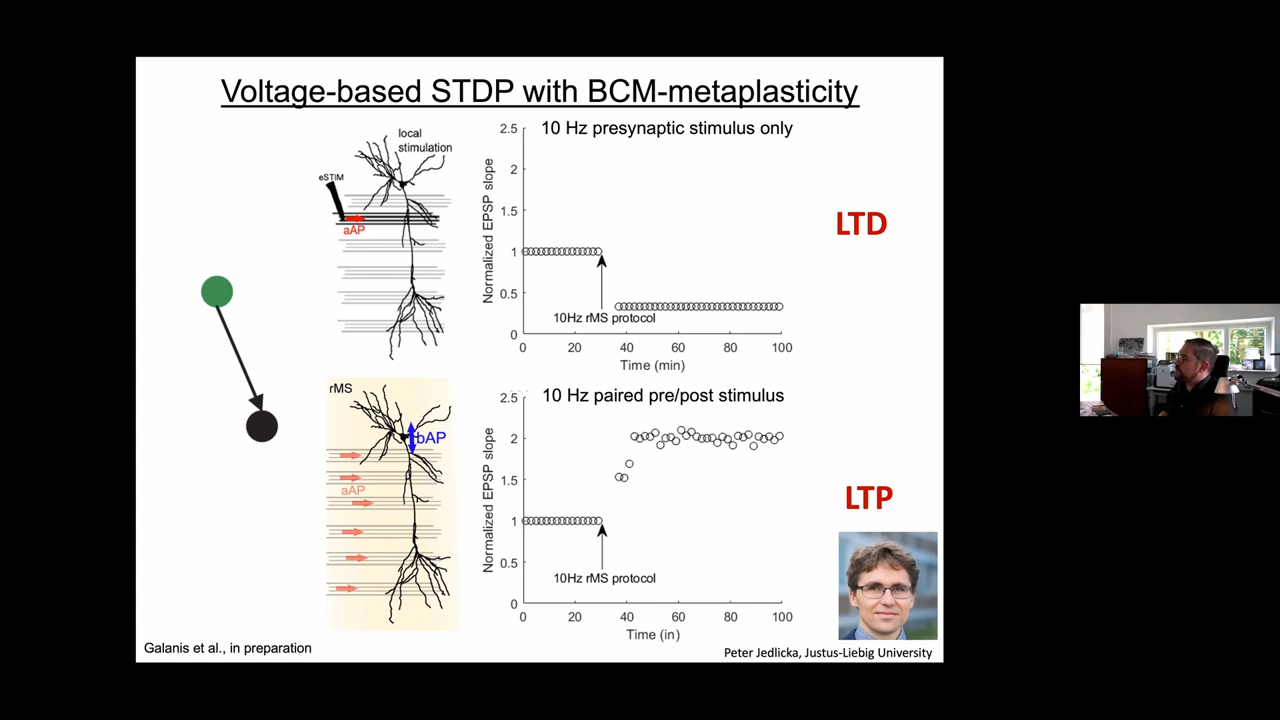 Voltage-based STDP with BCM-metaplasticity
local
stimulation
eSTIM
aAP
10 Hz presynaptic stimulus only
Normalized EPSP slope
2.5
2
1.5
1
0.5
0
10Hz rMS protocol
0 20 40 60 80 100
Time (min)
LTD
rMS
bAP
aAP
10 Hz paired pre/post stimulus
Normalized EPSP slope
2.5
2
1.5
1
0.5
0
10Hz rMS protocol
0 20 40 60 80 100
Time (in)
LTP
Galanis et al., in preparation
Peter Jedlicka, Justus-Liebig University